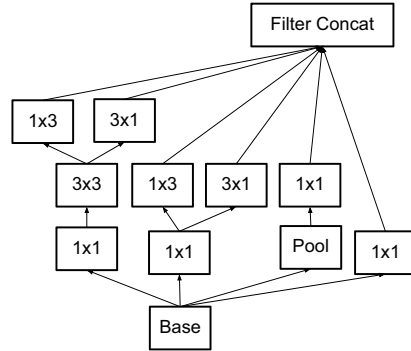 Filter Concat
1x3 3x1
3x3 1x3 3x1 1x1
1x1 1x1 Pool 1x1
Base